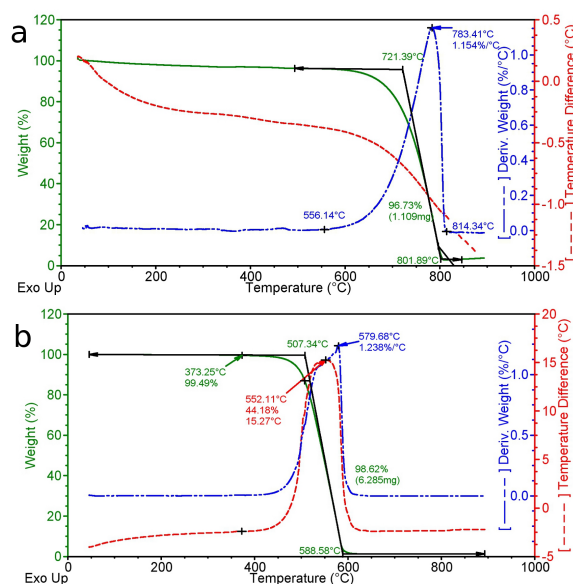 a
120
100
80
60
40
20
0
Weight (%)
0
200
400
600
800
1000
Exo Up
Temperature (°C)
721.39°C
783.41°C
1.154%/°C
556.14°C
96.73%
(1.109mg)
801.89°C
814.34°C
1.0
0.8
0.6
0.4
0.2
0.0
[ ——— – – ] Deriv. Weight (%/°C)
0.5
0.0
-0.5
-1.0
-1.5
[ – – – – ] Temperature Difference (°C)
b
120
100
80
60
40
20
0
Weight (%)
0
200
400
600
800
1000
Exo Up
Temperature (°C)
507.34°C
579.68°C
1.238%/°C
373.25°C
99.49%
552.11°C
44.18%
15.27°C
98.62%
(6.285mg)
588.58°C
1.0
0.5
0.0
[ ——— – – ] Deriv. Weight (%/°C)
20
15
10
5
0
-5
[ – – – – ] Temperature Difference (°C)